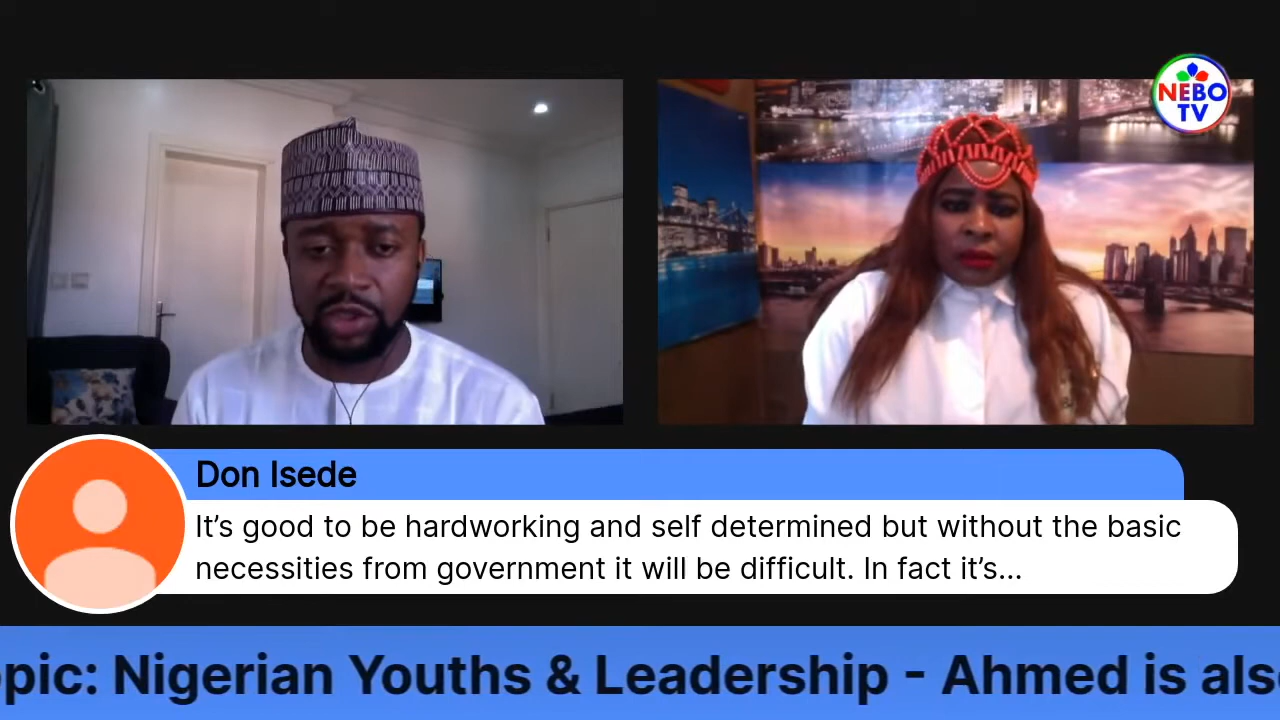 NEBO
TV
Don Isede
It’s good to be hardworking and self determined but without the basic
necessities from government it will be difficult. In fact it’s...
pic: Nigerian Youths & Leadership - Ahmed is als